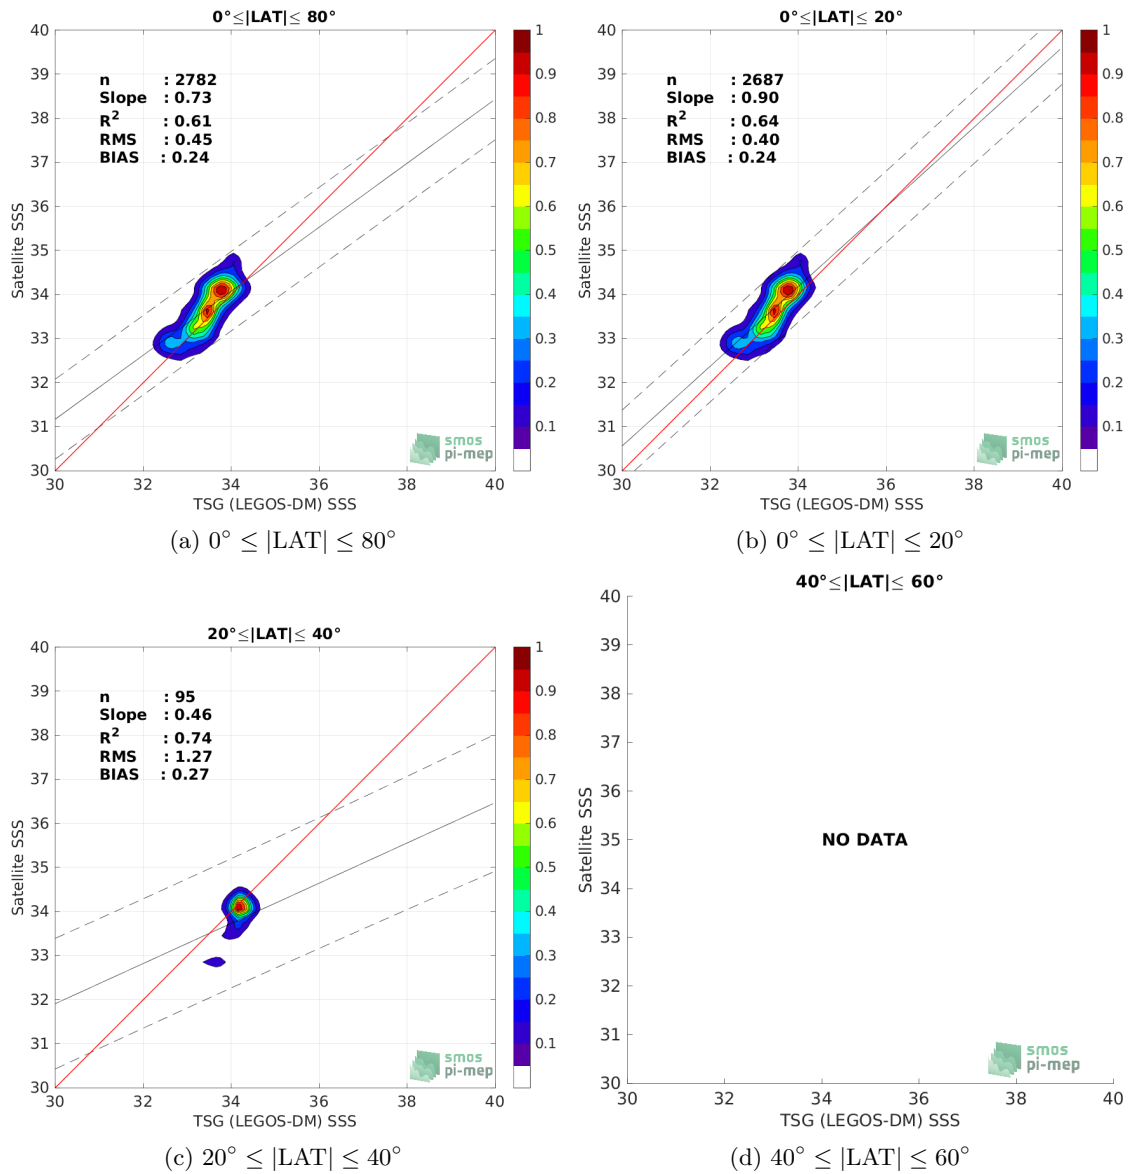 0°≤|LAT|≤ 80°
40
39
38
37
36
35
34
33
32
31
30
Satellite SSS
n : 2782
Slope : 0.73
R² : 0.61
RMS : 0.45
BIAS : 0.24
smos
pi-mep
30 32 34 36 38 40
TSG (LEGOS-DM) SSS
1
0.9
0.8
0.7
0.6
0.5
0.4
0.3
0.2
0.1
(a) 0° ≤ |LAT| ≤ 80°
0°≤|LAT|≤ 20°
40
39
38
37
36
35
34
33
32
31
30
Satellite SSS
n : 2687
Slope : 0.90
R² : 0.64
RMS : 0.40
BIAS : 0.24
smos
pi-mep
30 32 34 36 38 40
TSG (LEGOS-DM) SSS
1
0.9
0.8
0.7
0.6
0.5
0.4
0.3
0.2
0.1
(b) 0° ≤ |LAT| ≤ 20°
20°≤|LAT|≤ 40°
40
39
38
37
36
35
34
33
32
31
30
Satellite SSS
n : 95
Slope : 0.46
R² : 0.74
RMS : 1.27
BIAS : 0.27
smos
pi-mep
30 32 34 36 38 40
TSG (LEGOS-DM) SSS
1
0.9
0.8
0.7
0.6
0.5
0.4
0.3
0.2
0.1
(c) 20° ≤ |LAT| ≤ 40°
40°≤|LAT|≤ 60°
40
39
38
37
36
35
34
33
32
31
30
Satellite SSS
NO DATA
smos
pi-mep
30 32 34 36 38 40
TSG (LEGOS-DM) SSS
(d) 40° ≤ |LAT| ≤ 60°